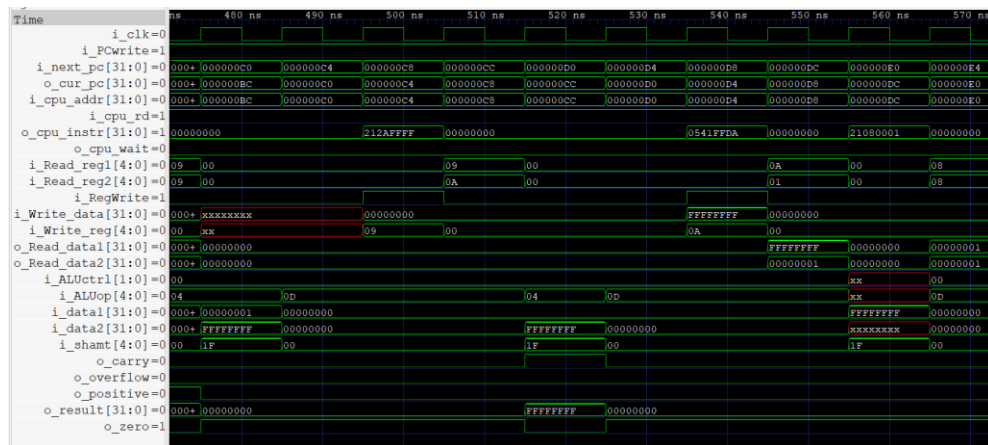 Time ns 480 ns 490 ns 500 ns 510 ns 520 ns 530 ns 540 ns 550 ns 560 ns 570 ns
i_clk=0
i_PCwrite=1
i_next_pc[31:0]=0 000+ 000000C0 000000C4 000000C8 000000CC 000000D0 000000D4 000000D8 000000DC 000000E0 000000E4
o_cur_pc[31:0]=0 000+ 000000BC 000000C0 000000C4 000000C8 000000CC 000000D0 000000D4 000000D8 000000DC 000000E0
i_cpu_addr[31:0]=0 000+ 000000BC 000000C0 000000C4 000000C8 000000CC 000000D0 000000D4 000000D8 000000DC 000000E0
i_cpu_rd=1
o_cpu_instr[31:0]=1 00000000 212AFFFF 00000000 0541FFDA 00000000 21080001 00000000
o_cpu_wait=0
i_Read_reg1[4:0]=0 09 00 09 00 0A 00 08
i_Read_reg2[4:0]=0 09 00 0A 00 01 00 08
i_RegWrite=1
i_Write_data[31:0]=0 000+ xxxxxxxx 00000000 FFFFFFFF 00000000
i_Write_reg[4:0]=0 00 xx 09 00 0A 00
o_Read_data1[31:0]=0 000+ 00000000 FFFFFFFF 00000000 00000001
o_Read_data2[31:0]=0 000+ 00000000 00000001 00000000 00000001
i_ALUctrl[1:0]=0 00 xx 00
i_ALUop[4:0]=0 04 0D 04 0D xx 0D
i_data1[31:0]=0 000+ 00000001 00000000 FFFFFFFF 00000000
i_data2[31:0]=0 000+ FFFFFFFF 00000000 FFFFFFFF 00000000 xxxxxxxx 00000000
i_shamt[4:0]=0 00 1F 00 1F 00 1F 00
o_carry=0
o_overflow=0
o_positive=0
o_result[31:0]=0 000+ 00000000 FFFFFFFF 00000000
o_zero=1